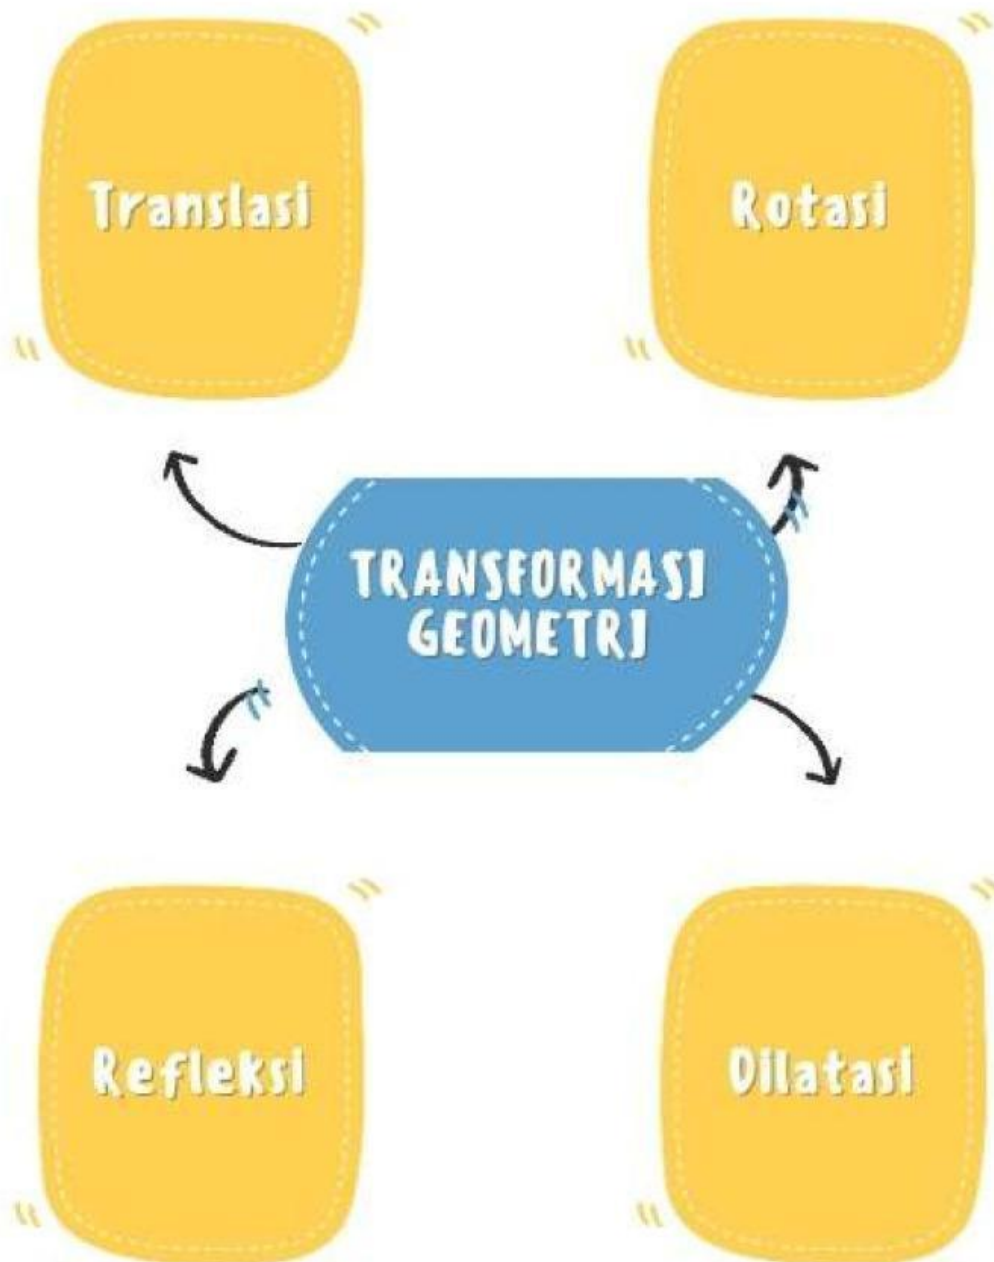 Translasi
Rotasi
TRANSFORMASI
GEOMETRI
Refleksi
Dilatasi